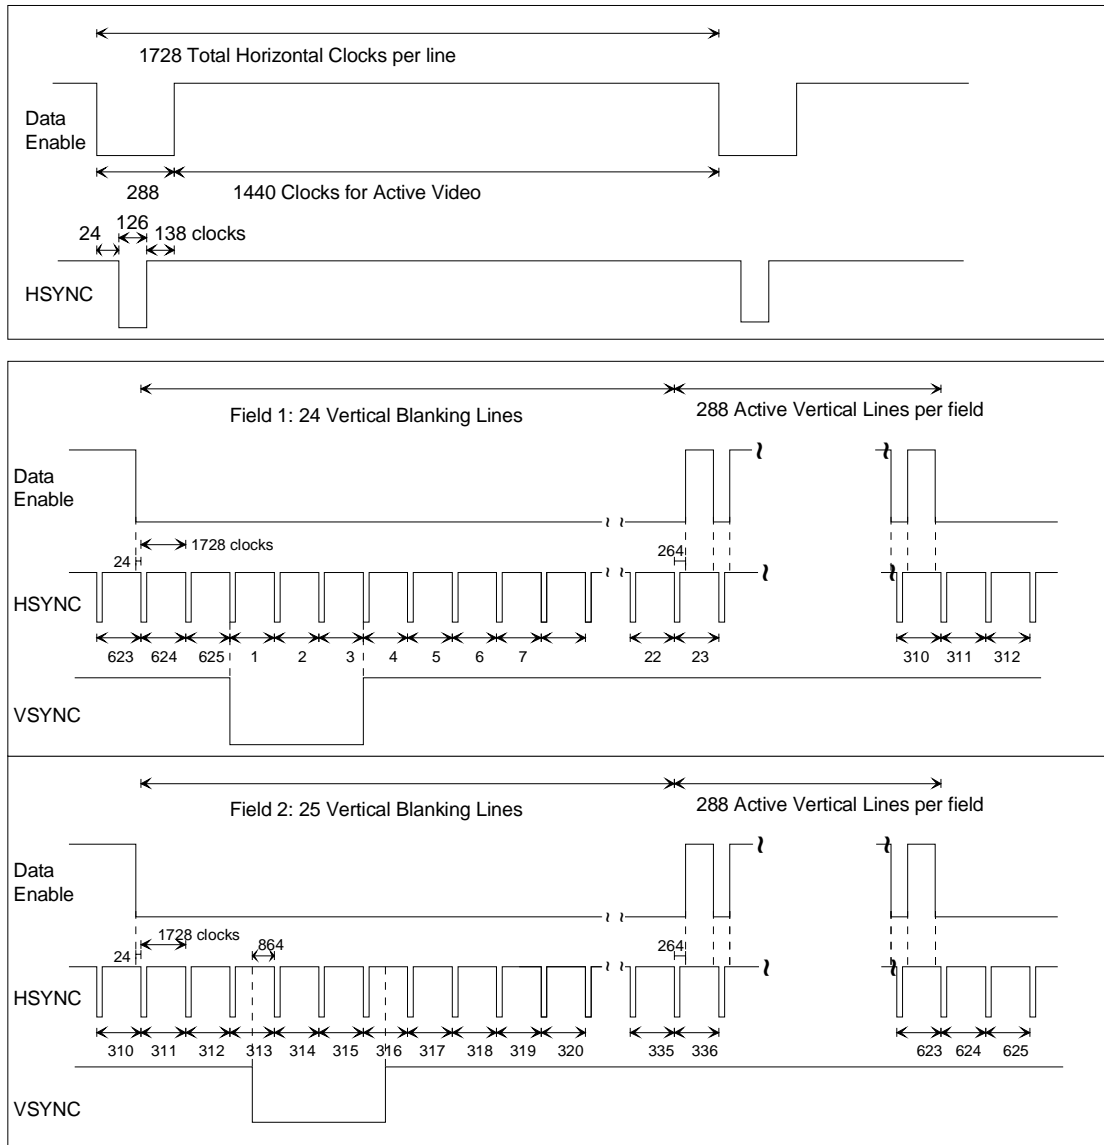 1728 Total Horizontal Clocks per line
Data
Enable
288
1440 Clocks for Active Video
126
24
138 clocks
HSYNC
Field 1: 24 Vertical Blanking Lines
288 Active Vertical Lines per field
Data
Enable
1728 clocks
24
264
HSYNC
623 624 625 1 2 3 4 5 6 7 22 23 310 311 312
VSYNC
Field 2: 25 Vertical Blanking Lines
288 Active Vertical Lines per field
Data
Enable
1728 clocks
24
864
264
HSYNC
310 311 312 313 314 315 316 317 318 319 320 335 336 623 624 625
VSYNC